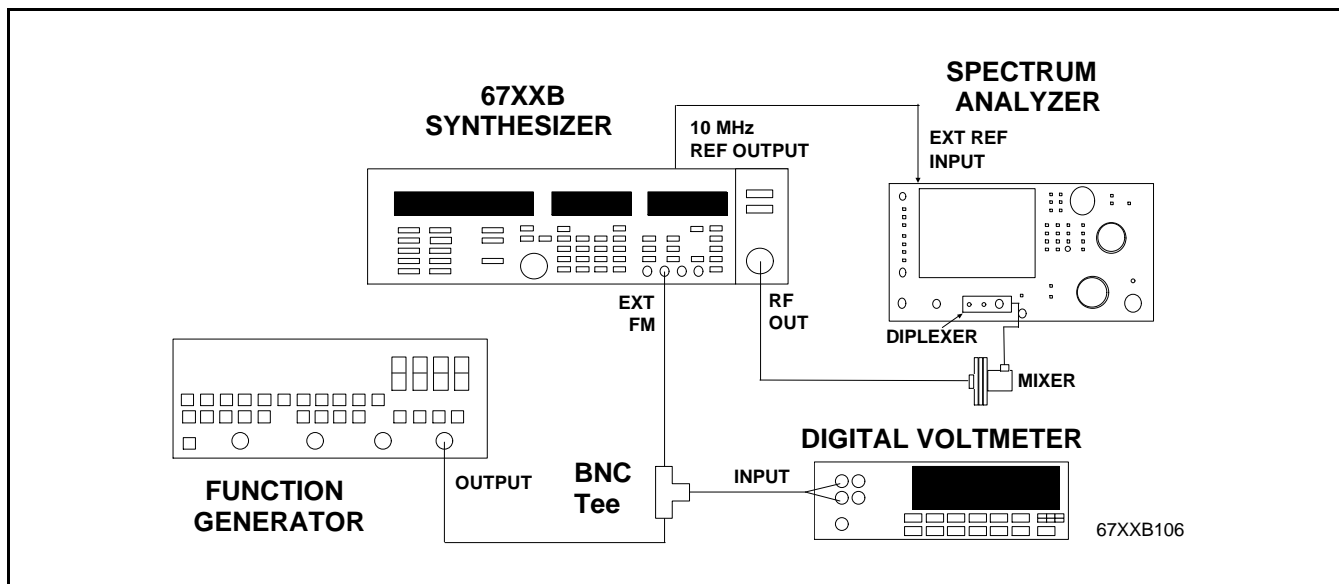 67XXB
SYNTHESIZER
SPECTRUM
ANALYZER
10 MHz
REF OUTPUT
EXT REF
INPUT
EXT
FM
RF
OUT
DIPLEXER
MIXER
FUNCTION
GENERATOR
OUTPUT
BNC
Tee
INPUT
DIGITAL VOLTMETER
67XXB106